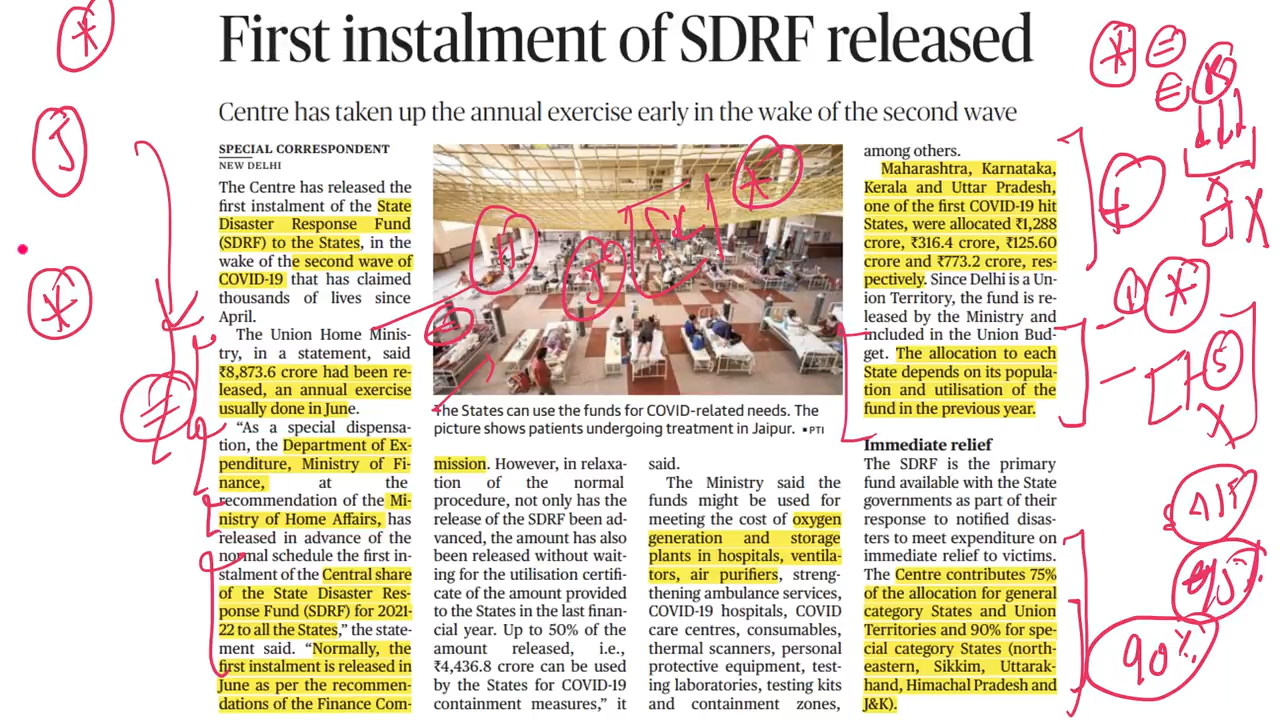 First instalment of SDRF released
Centre has taken up the annual exercise early in the wake of the second wave
SPECIAL CORRESPONDENT
NEW DELHI
The Centre has released the
first instalment of the State
Disaster Response Fund
(SDRF) to the States, in the
wake of the second wave of
COVID-19 that has claimed
thousands of lives since
April.
The Union Home Minis-
try, in a statement, said
₹8,873.6 crore had been re-
leased, an annual exercise
usually done in June.
“As a special dispensa-
tion, the Department of Ex-
penditure, Ministry of Fi-
nance, at the
recommendation of the Mi-
nistry of Home Affairs, has
released in advance of the
normal schedule the first in-
stalment of the Central share
of the State Disaster Res-
ponse Fund (SDRF) for 2021-
22 to all the States,” the state-
ment said. “Normally, the
first instalment is released in
June as per the recommen-
dations of the Finance Com-
The States can use the funds for COVID-related needs. The
picture shows patients undergoing treatment in Jaipur. ▪PTI
mission. However, in relaxa-
tion of the normal
procedure, not only has the
release of the SDRF been ad-
vanced, the amount has also
been released without wait-
ing for the utilisation certifi-
cate of the amount provided
to the States in the last finan-
cial year. Up to 50% of the
amount released, i.e.,
₹4,436.8 crore can be used
by the States for COVID-19
containment measures,” it
said.
The Ministry said the
funds might be used for
meeting the cost of oxygen
generation and storage
plants in hospitals, ventila-
tors, air purifiers, streng-
thening ambulance services,
COVID-19 hospitals, COVID
care centres, consumables,
thermal scanners, personal
protective equipment, test-
ing laboratories, testing kits
and containment zones,
among others.
Maharashtra, Karnataka,
Kerala and Uttar Pradesh,
one of the first COVID-19 hit
States, were allocated ₹1,288
crore, ₹316.4 crore, ₹125.60
crore and ₹773.2 crore, res-
pectively. Since Delhi is a Un-
ion Territory, the fund is re-
leased by the Ministry and
included in the Union Bud-
get. The allocation to each
State depends on its popula-
tion and utilisation of the
fund in the previous year.
Immediate relief
The SDRF is the primary
fund available with the State
governments as part of their
response to notified disas-
ters to meet expenditure on
immediate relief to victims.
The Centre contributes 75%
of the allocation for general
category States and Union
Territories and 90% for spe-
cial category States (north-
eastern, Sikkim, Uttarak-
hand, Himachal Pradesh and
J&K).
J
5
90%